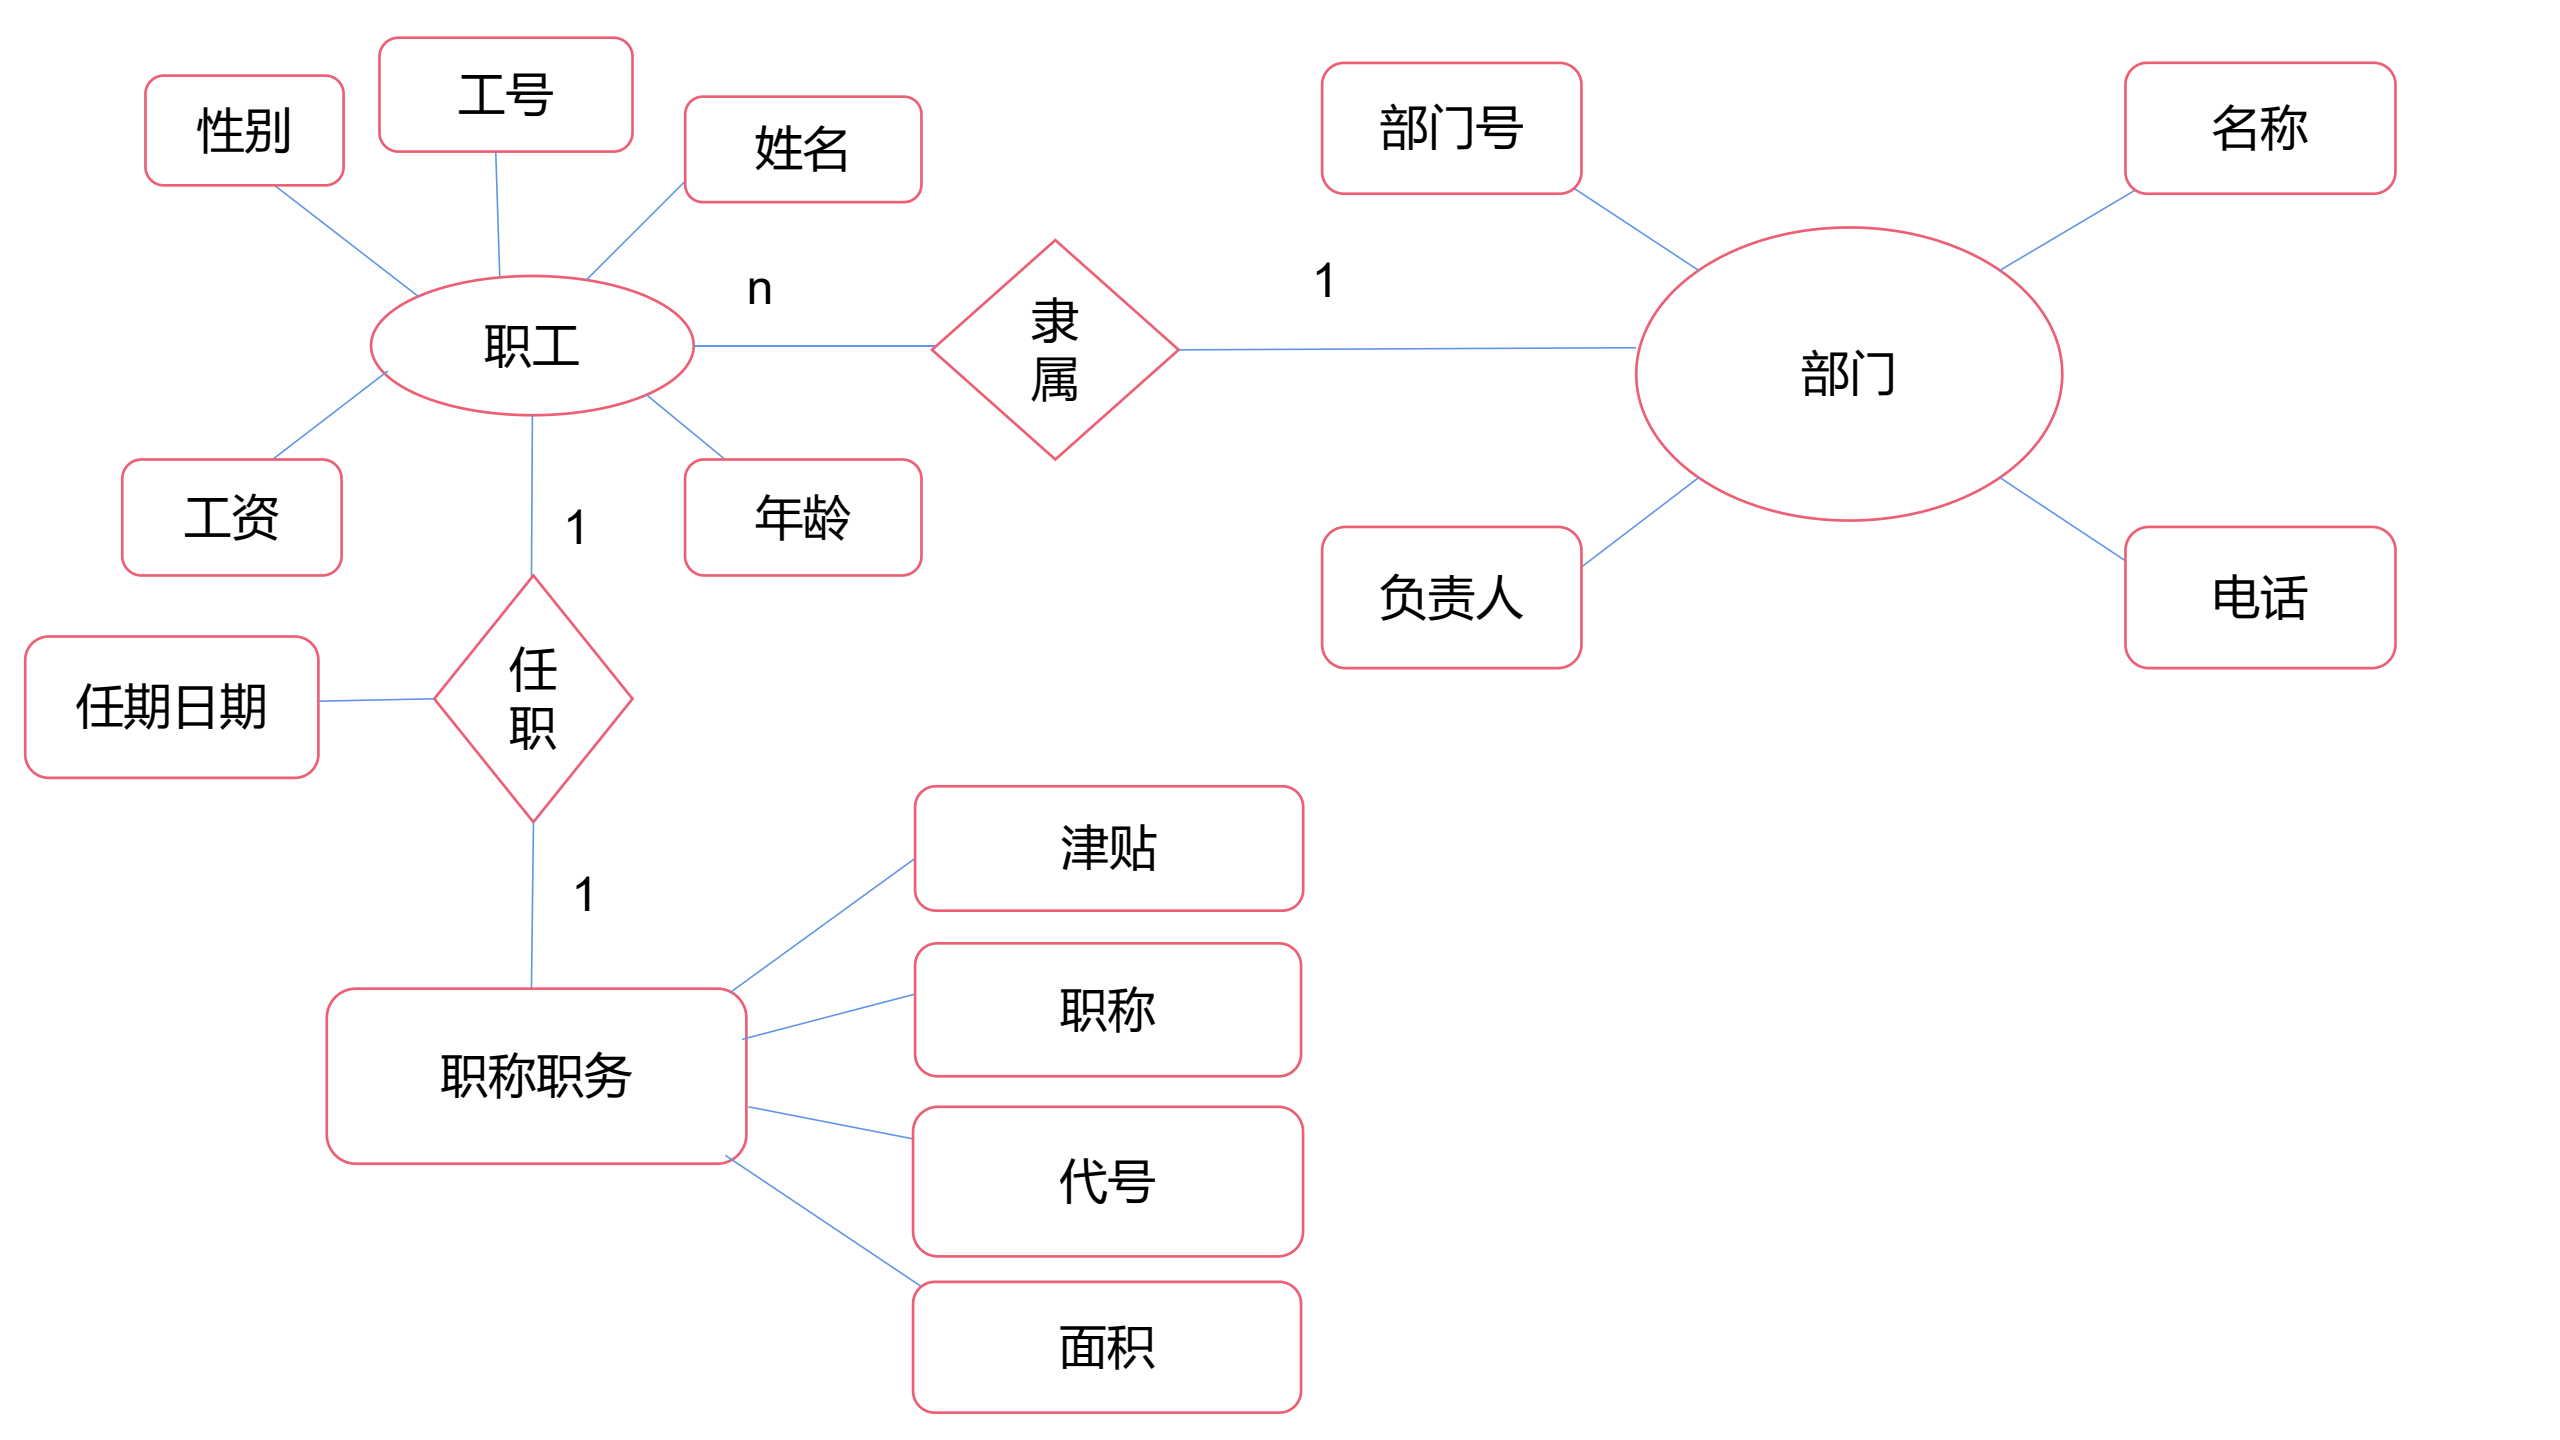 性别
工号
姓名
部门号
名称
n
1
职工
隶
属
部门
工资
1
年龄
负责人
电话
任期日期
任
职
1
津贴
职称
职称职务
代号
面积